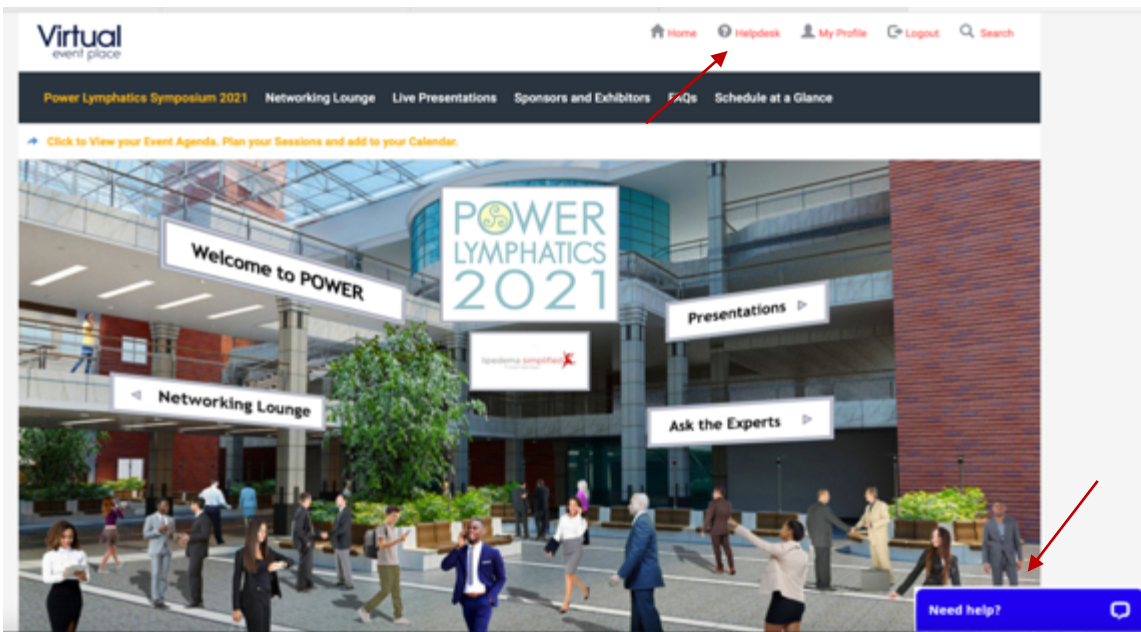 Virtual
event place
Home Helpdesk My Profile Logout Search
Power Lymphatics Symposium 2021 Networking Lounge Live Presentations Sponsors and Exhibitors FAQs Schedule at a Glance
Click to View your Event Agenda. Plan your Sessions and add to your Calendar.
POWER
LYMPHATICS
2021
Welcome to POWER
Presentations
simplified
Networking Lounge
Ask the Experts
Need help?